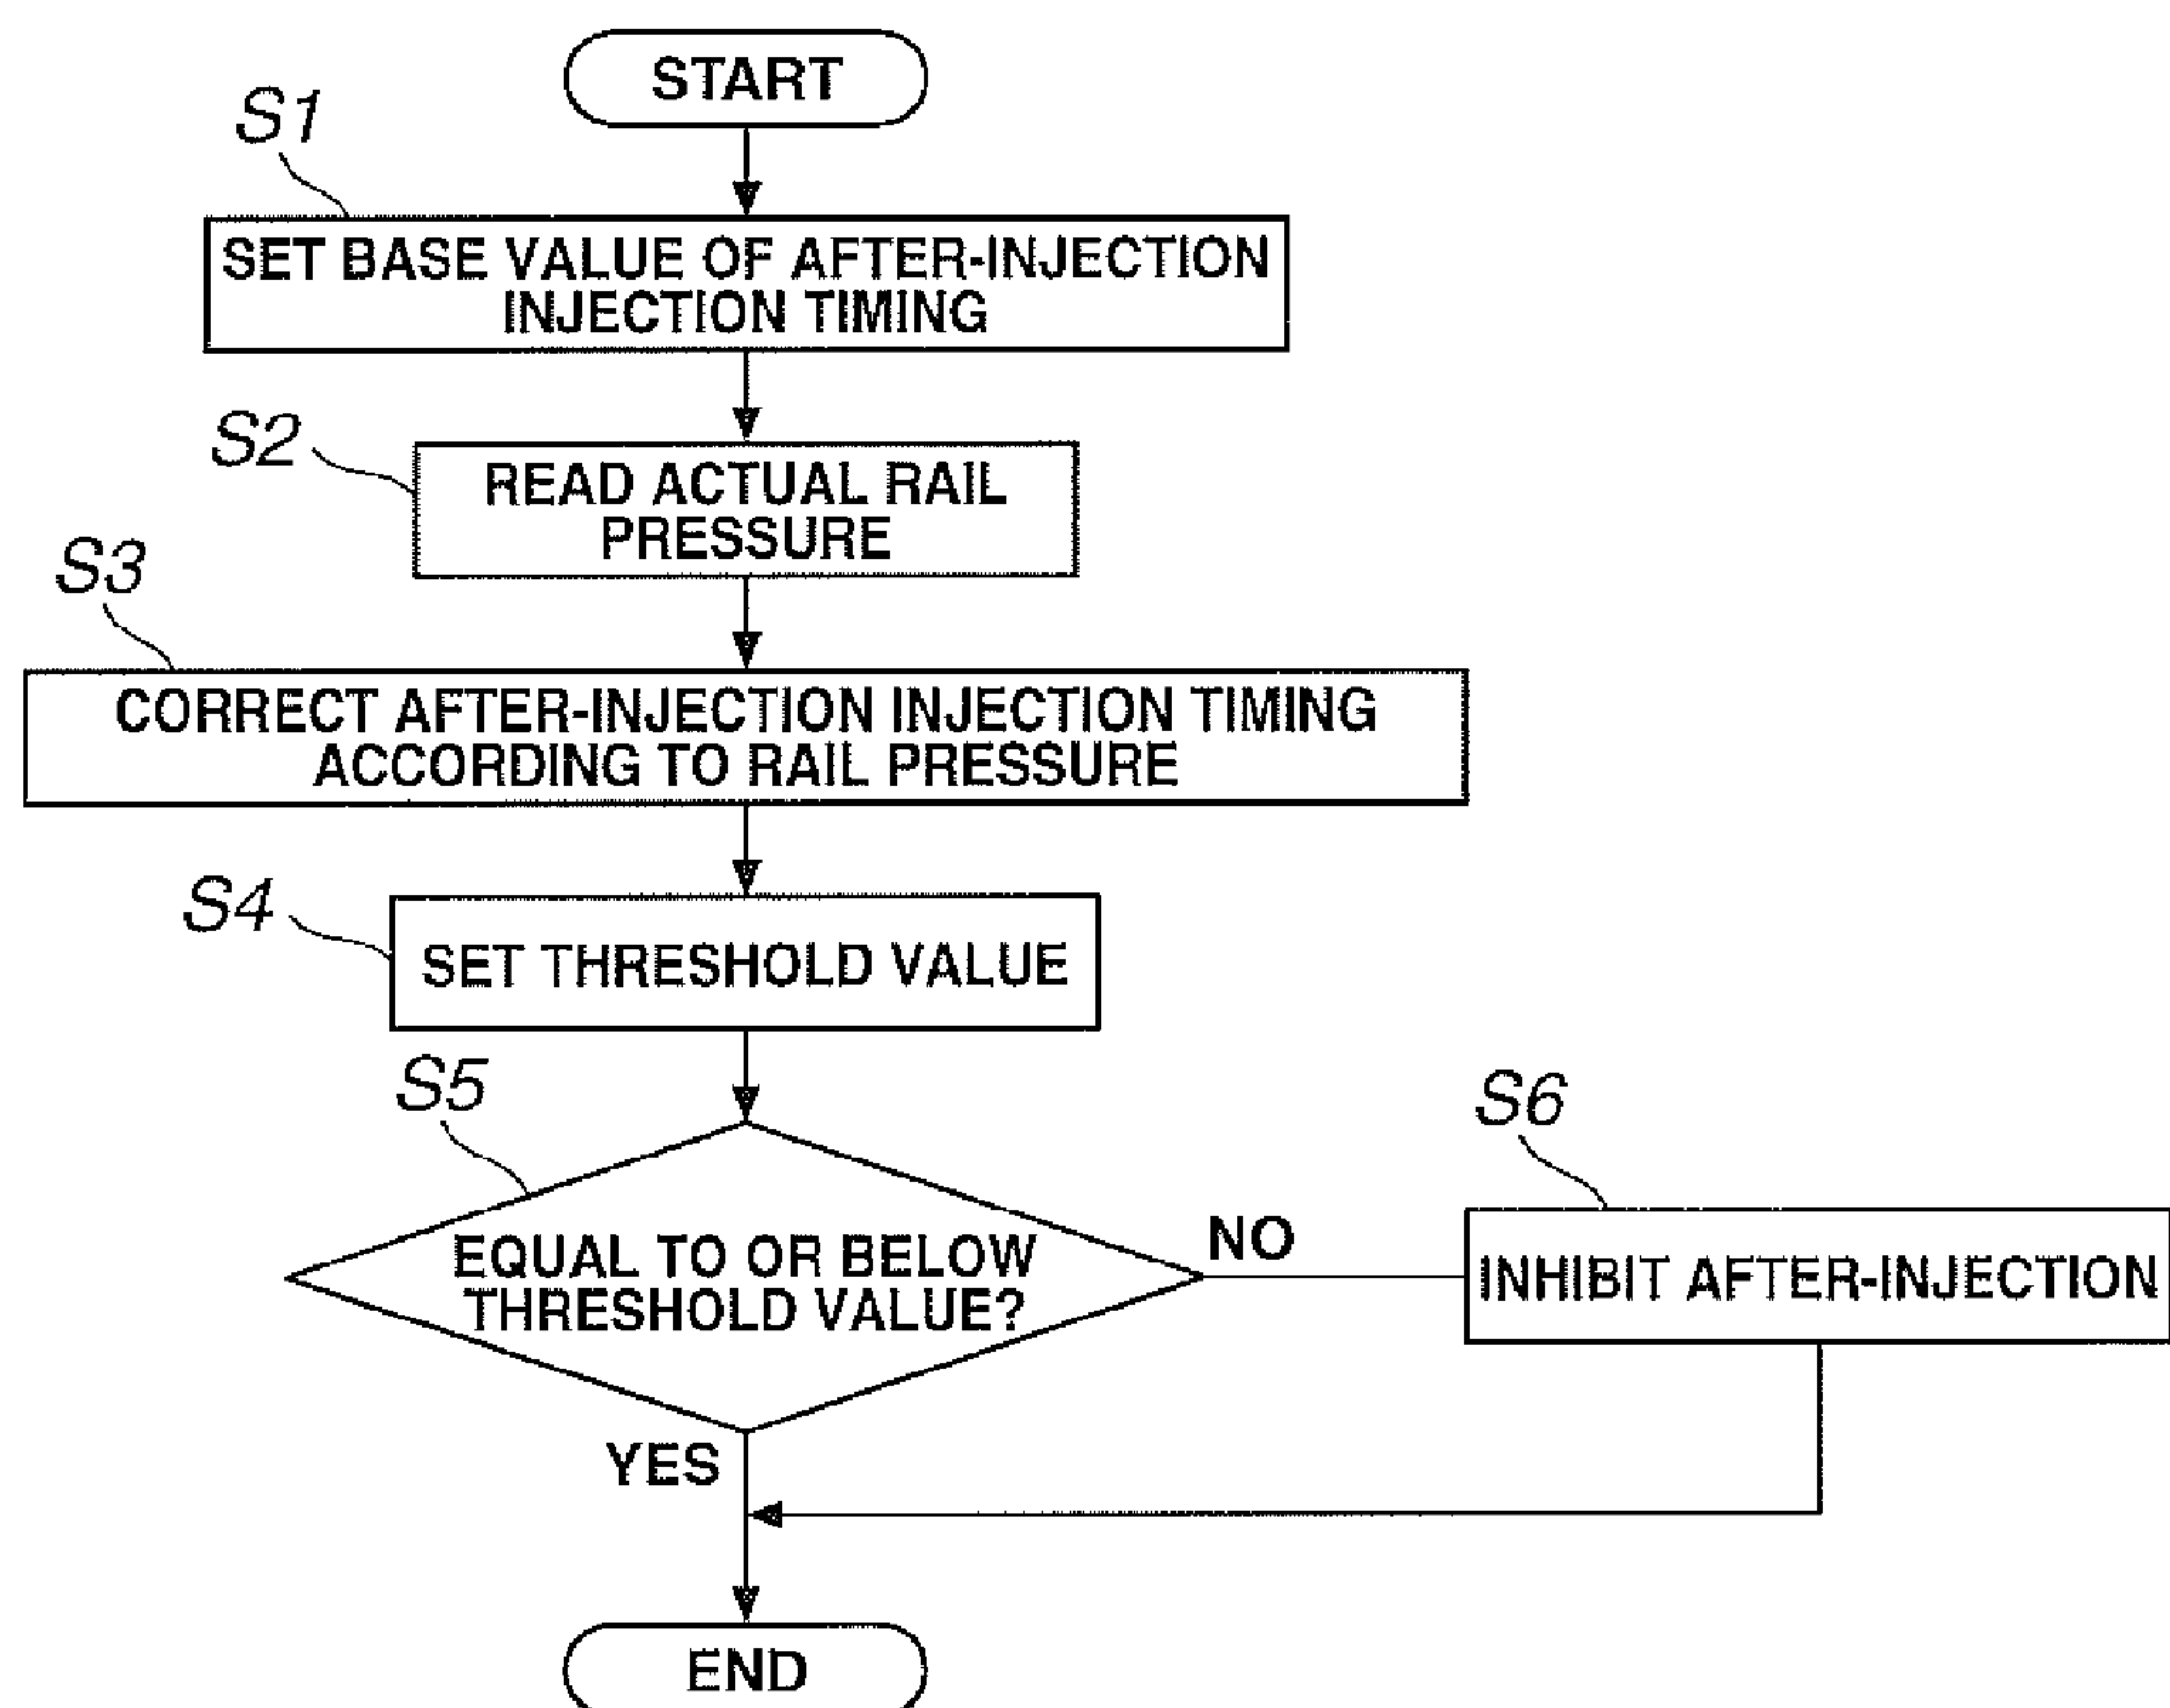 START
S1
SET BASE VALUE OF AFTER-INJECTION
INJECTION TIMING
S2
READ ACTUAL RAIL
PRESSURE
S3
CORRECT AFTER-INJECTION INJECTION TIMING
ACCORDING TO RAIL PRESSURE
S4
SET THRESHOLD VALUE
S5
EQUAL TO OR BELOW
THRESHOLD VALUE?
NO
S6
INHIBIT AFTER-INJECTION
YES
END